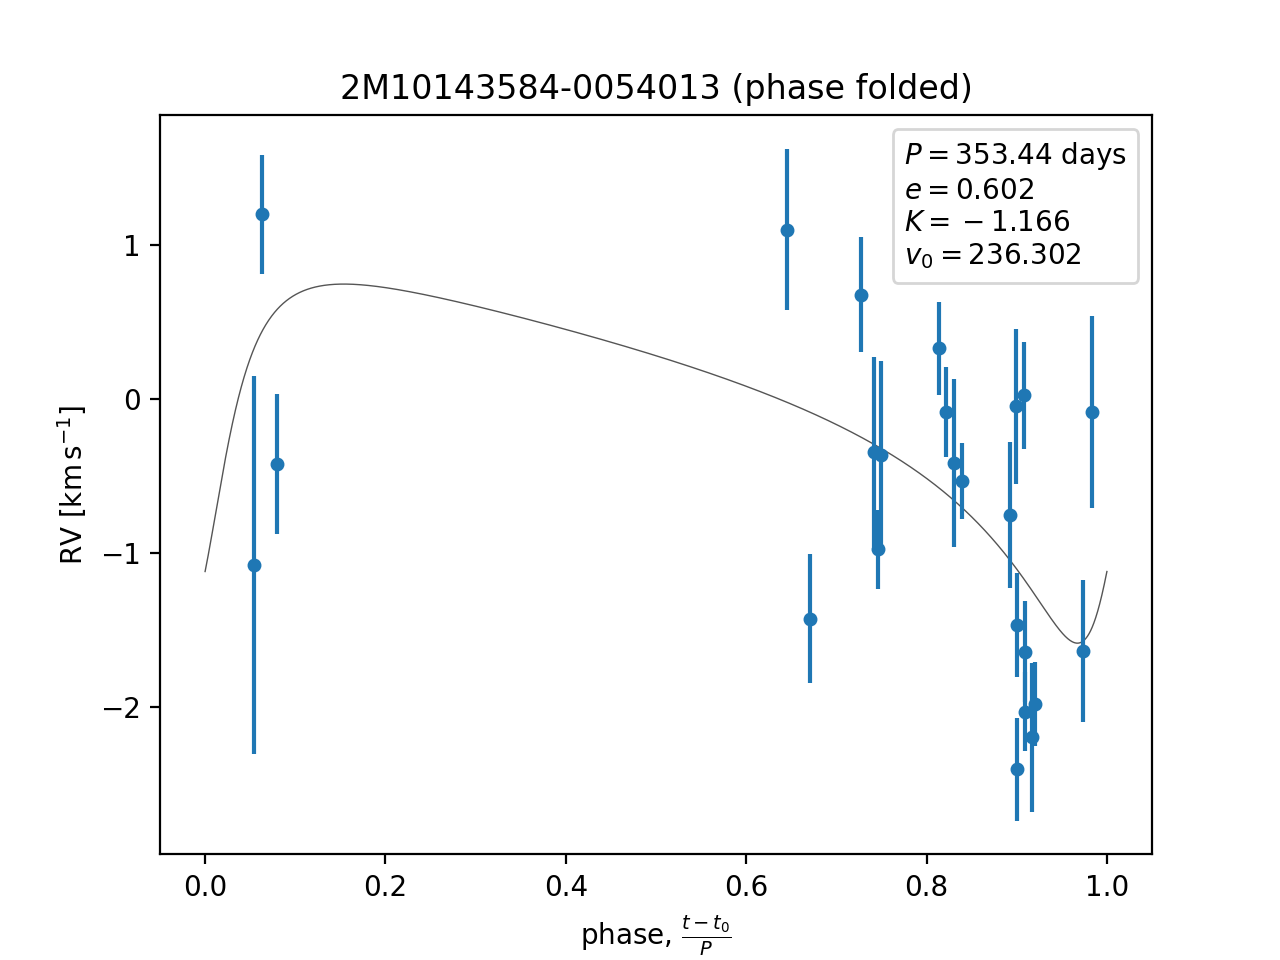 2M10143584-0054013 (phase folded)
P = 353.44 days
e = 0.602
K = −1.166
v₀ = 236.302
1
0
−1
−2
RV [km s⁻¹]
0.0 0.2 0.4 0.6 0.8 1.0
phase, (t − t₀)/P